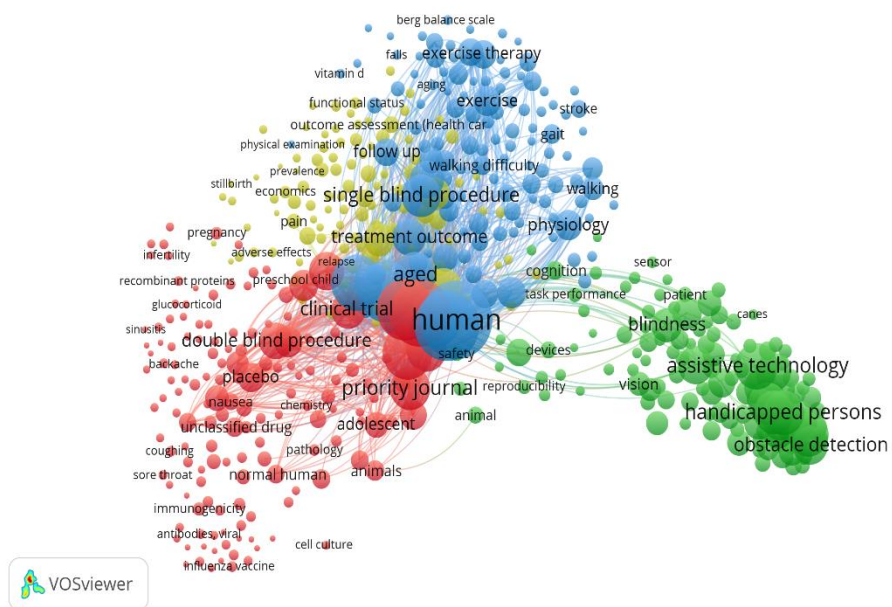 berg balance scale
falls
exercise therapy
vitamin d
aging
functional status
exercise
stroke
outcome assessment (health car
gait
physical examination
follow up
prevalence
walking difficulty
stillbirth
economics
single blind procedure
walking
pain
physiology
pregnancy
treatment outcome
infertility
adverse effects
relapse
aged
cognition
sensor
recombinant proteins
preschool child
task performance
patient
glucocorticoid
clinical trial
human
blindness
canes
sinusitis
double blind procedure
safety
devices
backache
assistive technology
placebo
priority journal
reproducibility
vision
nausea
chemistry
unclassified drug
adolescent
animal
handicapped persons
coughing
pathology
obstacle detection
sore throat
normal human
animals
immunogenicity
antibodies, viral
cell culture
influenza vaccine
VOSviewer